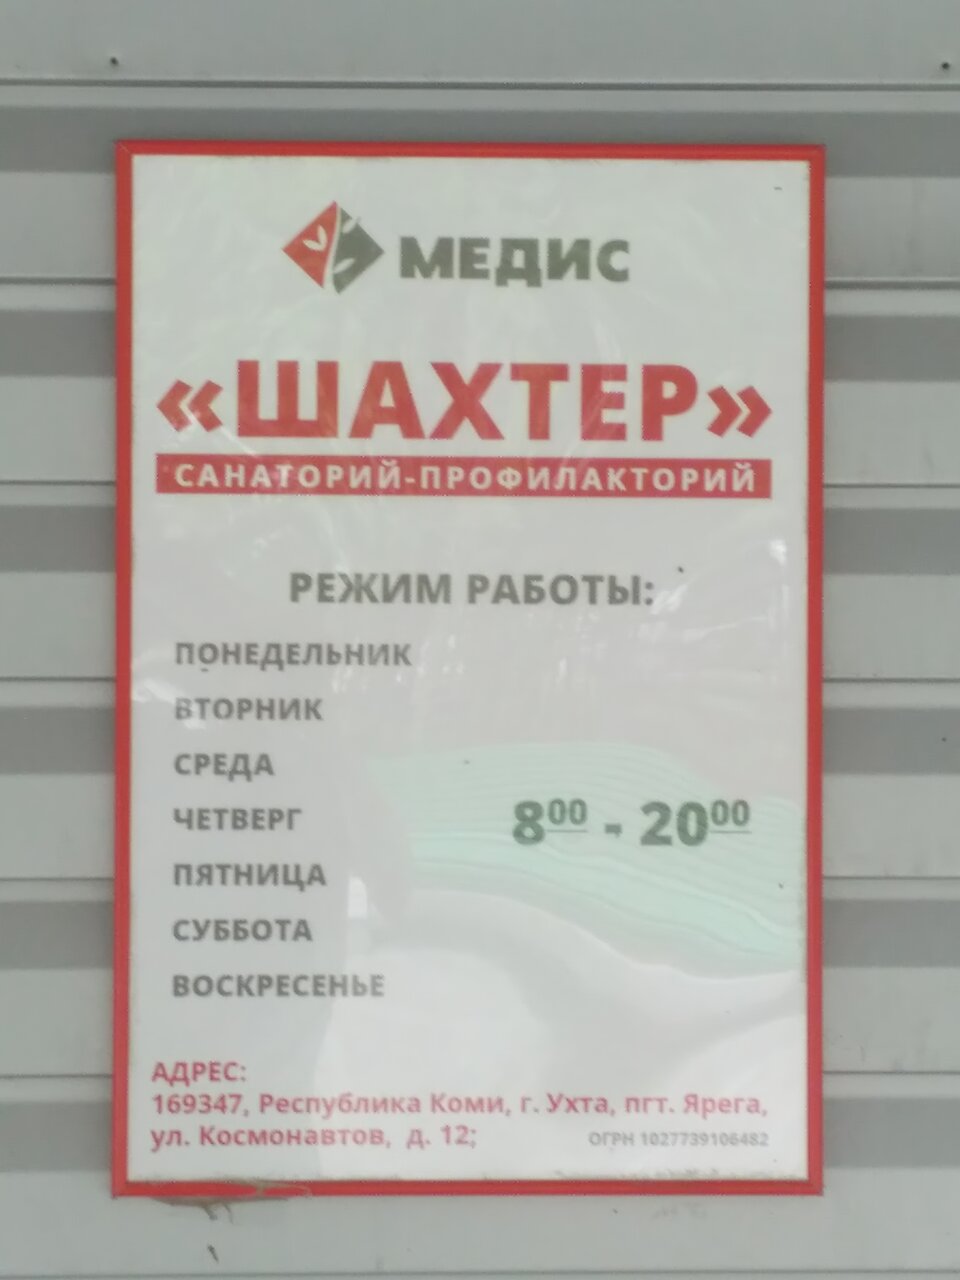 МЕДИС
«ШАХТЕР»
САНАТОРИЙ-ПРОФИЛАКТОРИЙ
РЕЖИМ РАБОТЫ:
ПОНЕДЕЛЬНИК
ВТОРНИК
СРЕДА
ЧЕТВЕРГ
8⁰⁰ - 20⁰⁰
ПЯТНИЦА
СУББОТА
ВОСКРЕСЕНЬЕ
АДРЕС:
169347, Республика Коми, г. Ухта, пгт. Ярега,
ул. Космонавтов, д. 12;
ОГРН 1027739106482